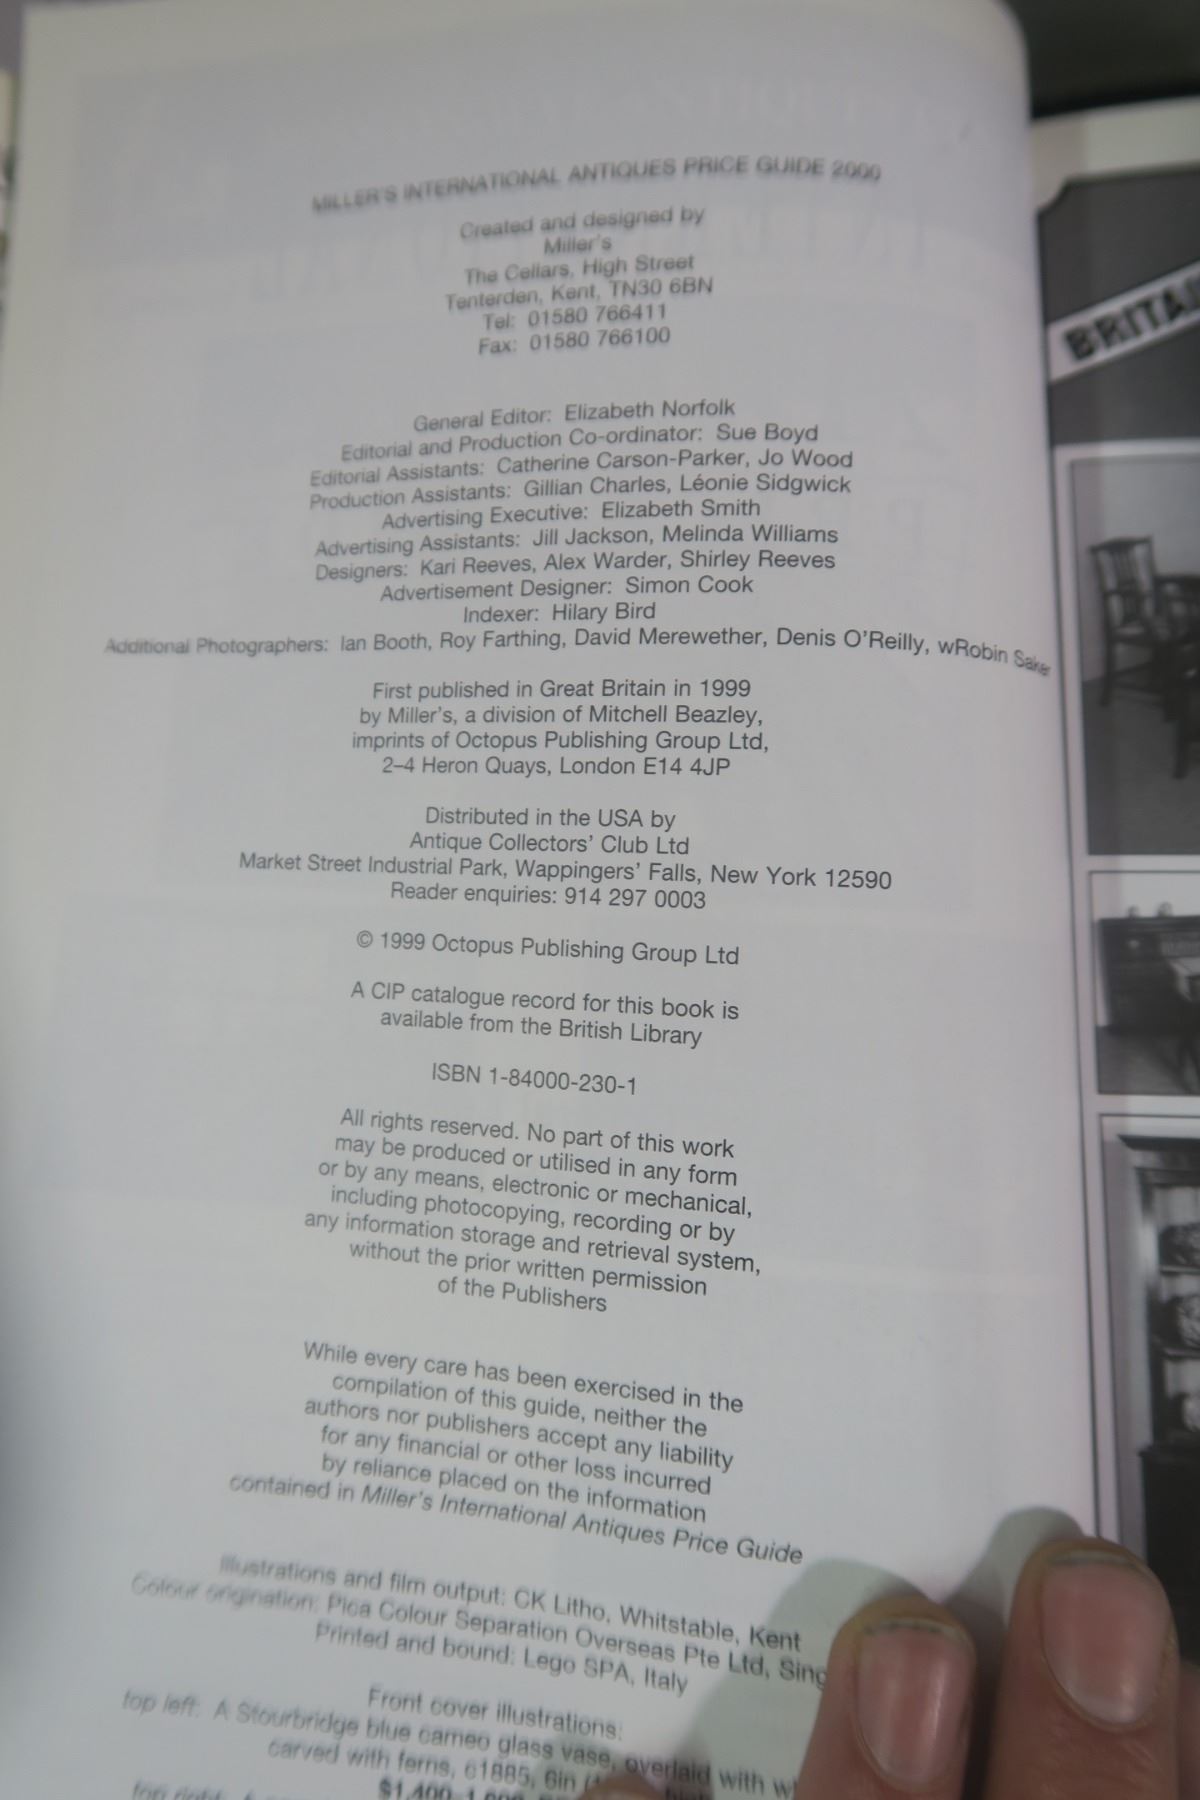 MILLER'S INTERNATIONAL ANTIQUES PRICE GUIDE 2000
Created and designed by
Miller's
The Cellars, High Street
Tenterden, Kent, TN30 6BN
Tel: 01580 766411
Fax: 01580 766100
General Editor: Elizabeth Norfolk
Editorial and Production Co-ordinator: Sue Boyd
Editorial Assistants: Catherine Carson-Parker, Jo Wood
Production Assistants: Gillian Charles, Léonie Sidgwick
Advertising Executive: Elizabeth Smith
Advertising Assistants: Jill Jackson, Melinda Williams
Designers: Kari Reeves, Alex Warder, Shirley Reeves
Advertisement Designer: Simon Cook
Indexer: Hilary Bird
Additional Photographers: Ian Booth, Roy Farthing, David Merewether, Denis O'Reilly, wRobin Saker
First published in Great Britain in 1999
by Miller's, a division of Mitchell Beazley,
imprints of Octopus Publishing Group Ltd,
2–4 Heron Quays, London E14 4JP
Distributed in the USA by
Antique Collectors' Club Ltd
Market Street Industrial Park, Wappingers' Falls, New York 12590
Reader enquiries: 914 297 0003
© 1999 Octopus Publishing Group Ltd
A CIP catalogue record for this book is
available from the British Library
ISBN 1-84000-230-1
All rights reserved. No part of this work
may be produced or utilised in any form
or by any means, electronic or mechanical,
including photocopying, recording or by
any information storage and retrieval system,
without the prior written permission
of the Publishers
While every care has been exercised in the
compilation of this guide, neither the
authors nor publishers accept any liability
for any financial or other loss incurred
by reliance placed on the information
contained in Miller's International Antiques Price Guide
Illustrations and film output: CK Litho, Whitstable, Kent
Colour origination: Pica Colour Separation Overseas Pte Ltd, Sing
Printed and bound: Lego SPA, Italy
Front cover illustrations:
top left: A Stourbridge blue cameo glass vase, overlaid with
carved with ferns, c1885, 6in
top right: A
BRITA